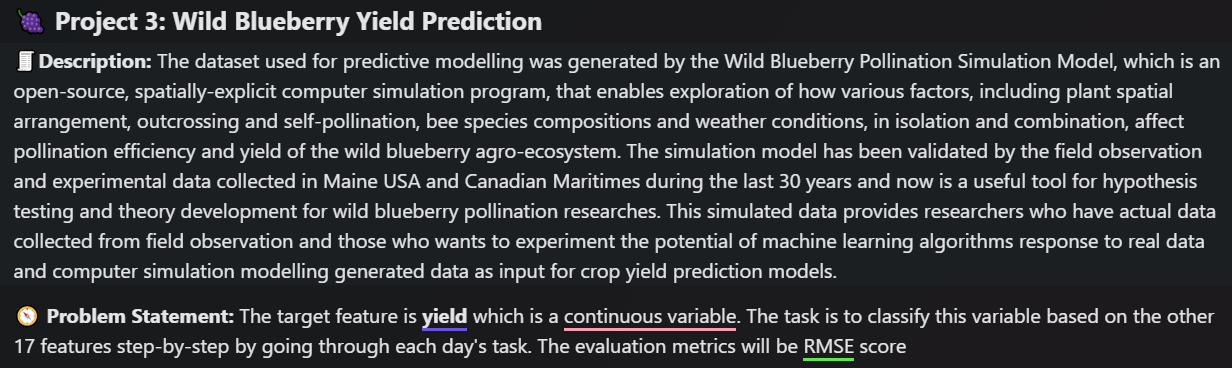 Project 3: Wild Blueberry Yield Prediction
Description: The dataset used for predictive modelling was generated by the Wild Blueberry Pollination Simulation Model, which is an
open-source, spatially-explicit computer simulation program, that enables exploration of how various factors, including plant spatial
arrangement, outcrossing and self-pollination, bee species compositions and weather conditions, in isolation and combination, affect
pollination efficiency and yield of the wild blueberry agro-ecosystem. The simulation model has been validated by the field observation
and experimental data collected in Maine USA and Canadian Maritimes during the last 30 years and now is a useful tool for hypothesis
testing and theory development for wild blueberry pollination researches. This simulated data provides researchers who have actual data
collected from field observation and those who wants to experiment the potential of machine learning algorithms response to real data
and computer simulation modelling generated data as input for crop yield prediction models.
Problem Statement: The target feature is yield which is a continuous variable. The task is to classify this variable based on the other
17 features step-by-step by going through each day's task. The evaluation metrics will be RMSE score